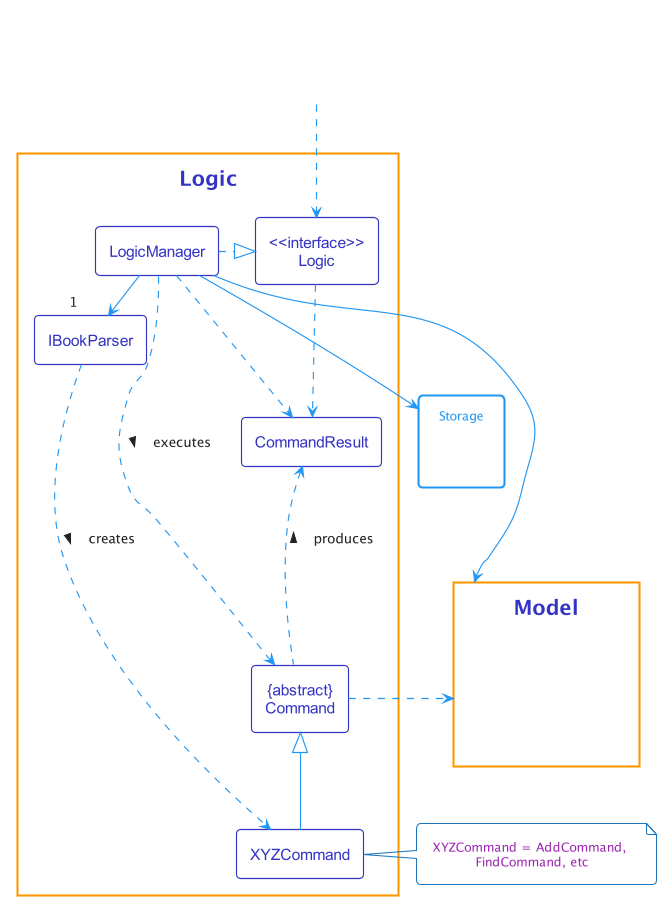 Logic
<<interface>>
Logic
LogicManager
1
IBookParser
Storage
executes
CommandResult
creates
produces
Model
{abstract}
Command
XYZCommand
XYZCommand = AddCommand,
FindCommand, etc